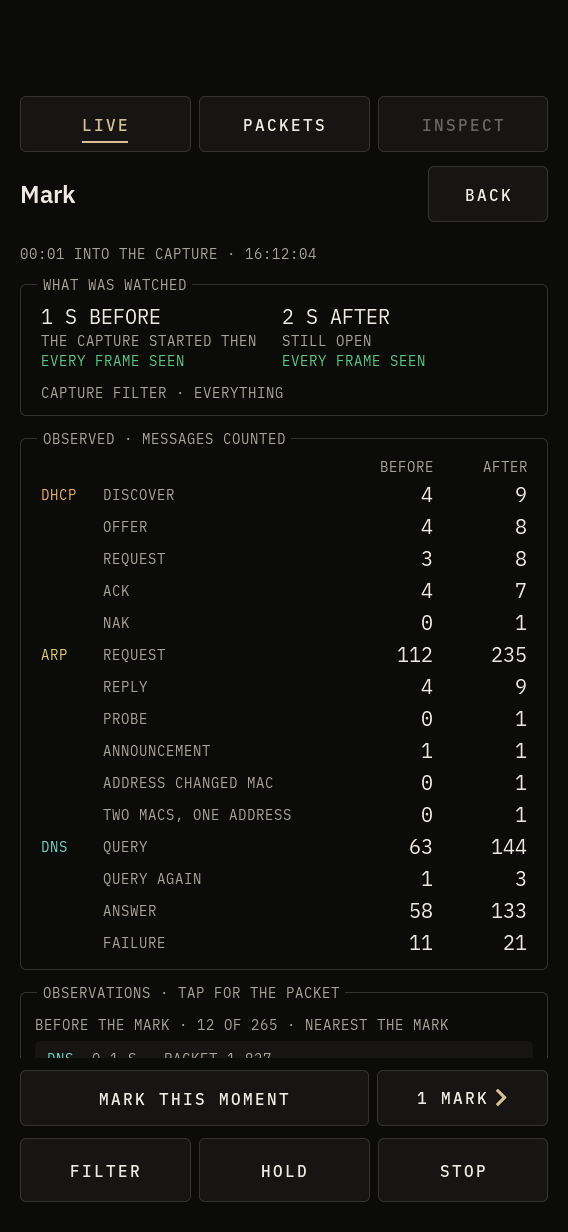 LIVE PACKETS INSPECT
Mark BACK
00:01 INTO THE CAPTURE · 16:12:04
WHAT WAS WATCHED
1 S BEFORE 2 S AFTER
THE CAPTURE STARTED THEN STILL OPEN
EVERY FRAME SEEN EVERY FRAME SEEN
CAPTURE FILTER · EVERYTHING
OBSERVED · MESSAGES COUNTED
BEFORE AFTER
DHCP DISCOVER 4 9
OFFER 4 8
REQUEST 3 8
ACK 4 7
NAK 0 1
ARP REQUEST 112 235
REPLY 4 9
PROBE 0 1
ANNOUNCEMENT 1 1
ADDRESS CHANGED MAC 0 1
TWO MACS, ONE ADDRESS 0 1
DNS QUERY 63 144
QUERY AGAIN 1 3
ANSWER 58 133
FAILURE 11 21
OBSERVATIONS · TAP FOR THE PACKET
BEFORE THE MARK · 12 OF 265 · NEAREST THE MARK
MARK THIS MOMENT 1 MARK
FILTER HOLD STOP